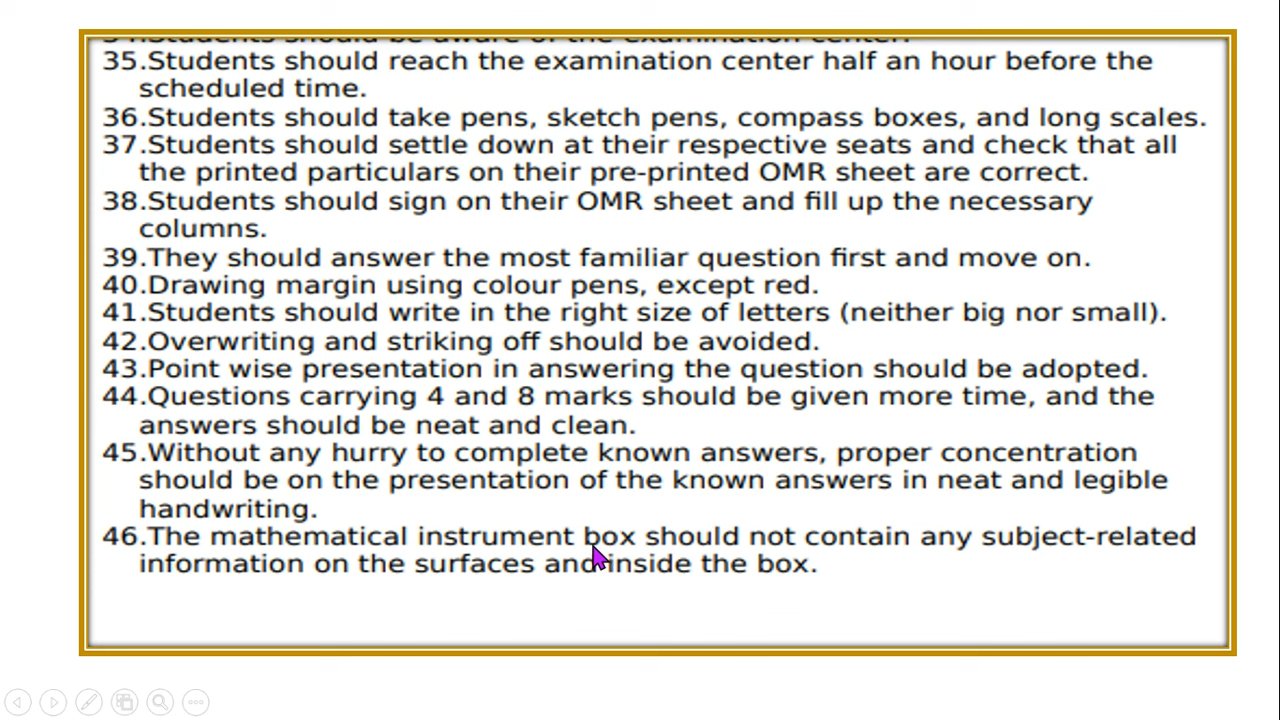 34.Students should be aware of the examination center.
35.Students should reach the examination center half an hour before the
scheduled time.
36.Students should take pens, sketch pens, compass boxes, and long scales.
37.Students should settle down at their respective seats and check that all
the printed particulars on their pre-printed OMR sheet are correct.
38.Students should sign on their OMR sheet and fill up the necessary
columns.
39.They should answer the most familiar question first and move on.
40.Drawing margin using colour pens, except red.
41.Students should write in the right size of letters (neither big nor small).
42.Overwriting and striking off should be avoided.
43.Point wise presentation in answering the question should be adopted.
44.Questions carrying 4 and 8 marks should be given more time, and the
answers should be neat and clean.
45.Without any hurry to complete known answers, proper concentration
should be on the presentation of the known answers in neat and legible
handwriting.
46.The mathematical instrument box should not contain any subject-related
information on the surfaces and inside the box.